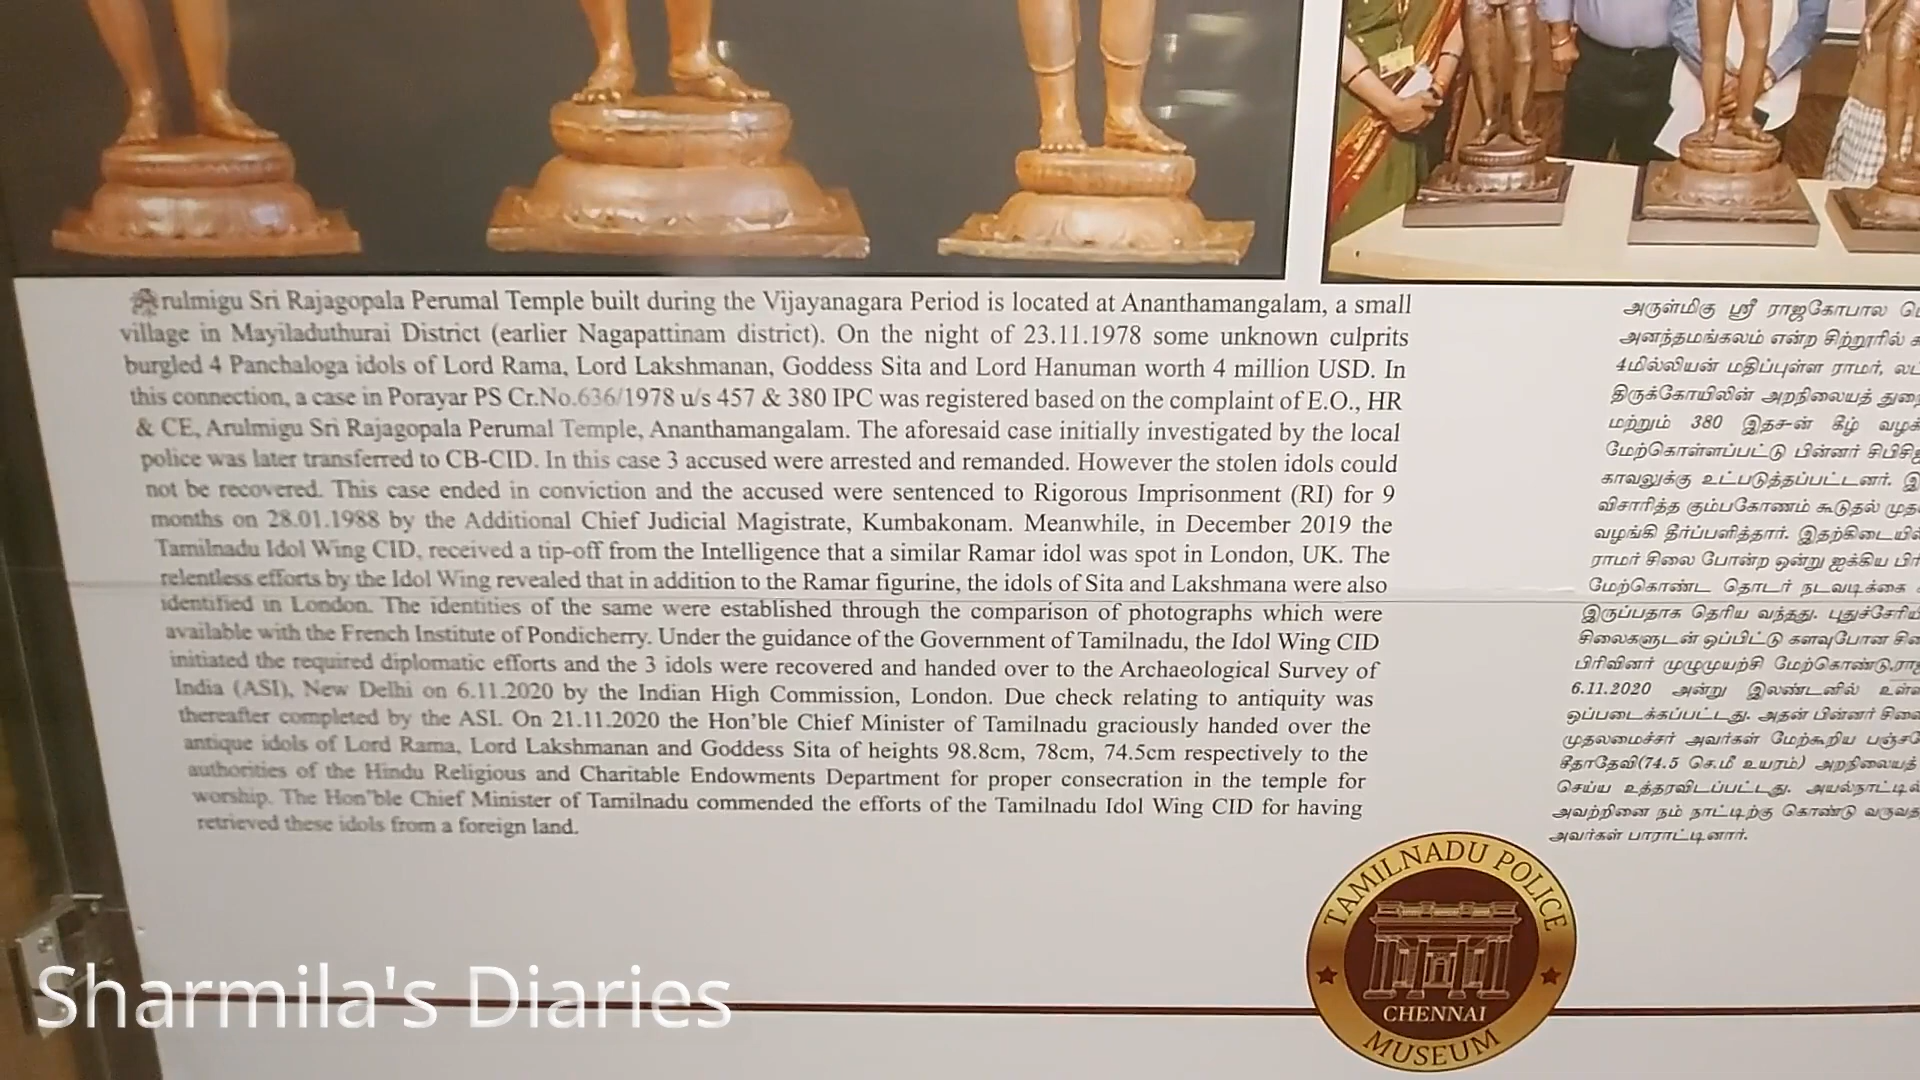 Arulmigu Sri Rajagopala Perumal Temple built during the Vijayanagara Period is located at Ananthamangalam, a small
village in Mayiladuthurai District (earlier Nagapattinam district). On the night of 23.11.1978 some unknown culprits
burgled 4 Panchaloga idols of Lord Rama, Lord Lakshmanan, Goddess Sita and Lord Hanuman worth 4 million USD. In
this connection, a case in Porayar PS Cr.No.636/1978 u/s 457 & 380 IPC was registered based on the complaint of E.O., HR
& CE, Arulmigu Sri Rajagopala Perumal Temple, Ananthamangalam. The aforesaid case initially investigated by the local
police was later transferred to CB-CID. In this case 3 accused were arrested and remanded. However the stolen idols could
not be recovered. This case ended in conviction and the accused were sentenced to Rigorous Imprisonment (RI) for 9
months on 28.01.1988 by the Additional Chief Judicial Magistrate, Kumbakonam. Meanwhile, in December 2019 the
Tamilnadu Idol Wing CID, received a tip-off from the Intelligence that a similar Ramar idol was spot in London, UK. The
relentless efforts by the Idol Wing revealed that in addition to the Ramar figurine, the idols of Sita and Lakshmana were also
identified in London. The identities of the same were established through the comparison of photographs which were
available with the French Institute of Pondicherry. Under the guidance of the Government of Tamilnadu, the Idol Wing CID
initiated the required diplomatic efforts and the 3 idols were recovered and handed over to the Archaeological Survey of
India (ASI), New Delhi on 6.11.2020 by the Indian High Commission, London. Due check relating to antiquity was
thereafter completed by the ASI. On 21.11.2020 the Hon'ble Chief Minister of Tamilnadu graciously handed over the
antique idols of Lord Rama, Lord Lakshmanan and Goddess Sita of heights 98.8cm, 78cm, 74.5cm respectively to the
authorities of the Hindu Religious and Charitable Endowments Department for proper consecration in the temple for
worship. The Hon'ble Chief Minister of Tamilnadu commended the efforts of the Tamilnadu Idol Wing CID for having
retrieved these idols from a foreign land.
அருள்மிகு ஸ்ரீ ராஜகோபால
அனந்தமங்கலம் என்ற சிற்றூரில்
4மில்லியன் மதிப்புள்ள ராமர்,
திருக்கோயிலின் அறநிலையத்
மற்றும் 380 இதச-ன் கீழ்
மேற்கொள்ளப்பட்டு பின்னர்
காவலுக்கு உட்படுத்தப்பட்டனர்.
விசாரித்த கும்பகோணம் கூடுதல்
வழங்கி தீர்ப்பளித்தார். இதற்கிடையில்
ராமர் சிலை போன்ற ஒன்று ஐக்கிய
மேற்கொண்ட தொடர் நடவடிக்கை
இருப்பதாக தெரிய வந்தது.
சிலைகளுடன் ஒப்பிட்டு களவுபோன
பிரிவினர் முழுமுயற்சி மேற்கொண்டு
6.11.2020 அன்று இலண்டனில்
ஒப்படைக்கப்பட்டது. அதன் பின்னர்
முதலமைச்சர் அவர்கள் மேற்கூறிய
சீதாதேவி(74.5 செ.மீ உயரம்)
செய்ய உத்தரவிடப்பட்டது.
அவற்றினை நம் நாட்டிற்கு கொண்டு
அவர்கள் பாராட்டினார்.
TAMILNADU POLICE
CHENNAI
MUSEUM
Sharmila's Diaries